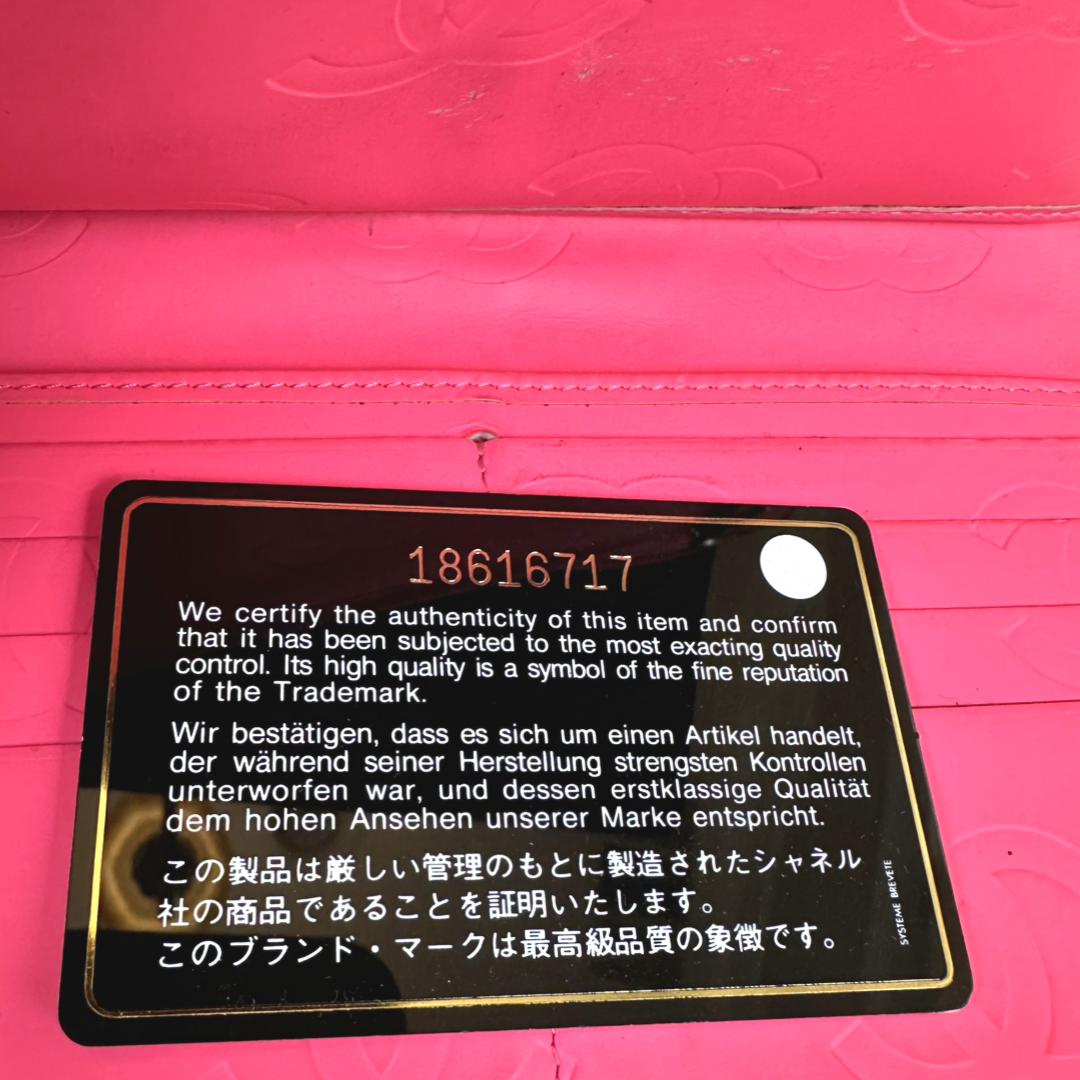 18616717
We certify the authenticity of this item and confirm
that it has been subjected to the most exacting quality
control. Its high quality is a symbol of the fine reputation
of the Trademark.
Wir bestätigen, dass es sich um einen Artikel handelt,
der während seiner Herstellung strengsten Kontrollen
unterworfen war, und dessen erstklassige Qualität
dem hohen Ansehen unserer Marke entspricht.
この製品は厳しい管理のもとに製造されたシャネル
社の商品であることを証明いたします。
このブランド・マークは最高級品質の象徴です。
SYSTEME BREVETE